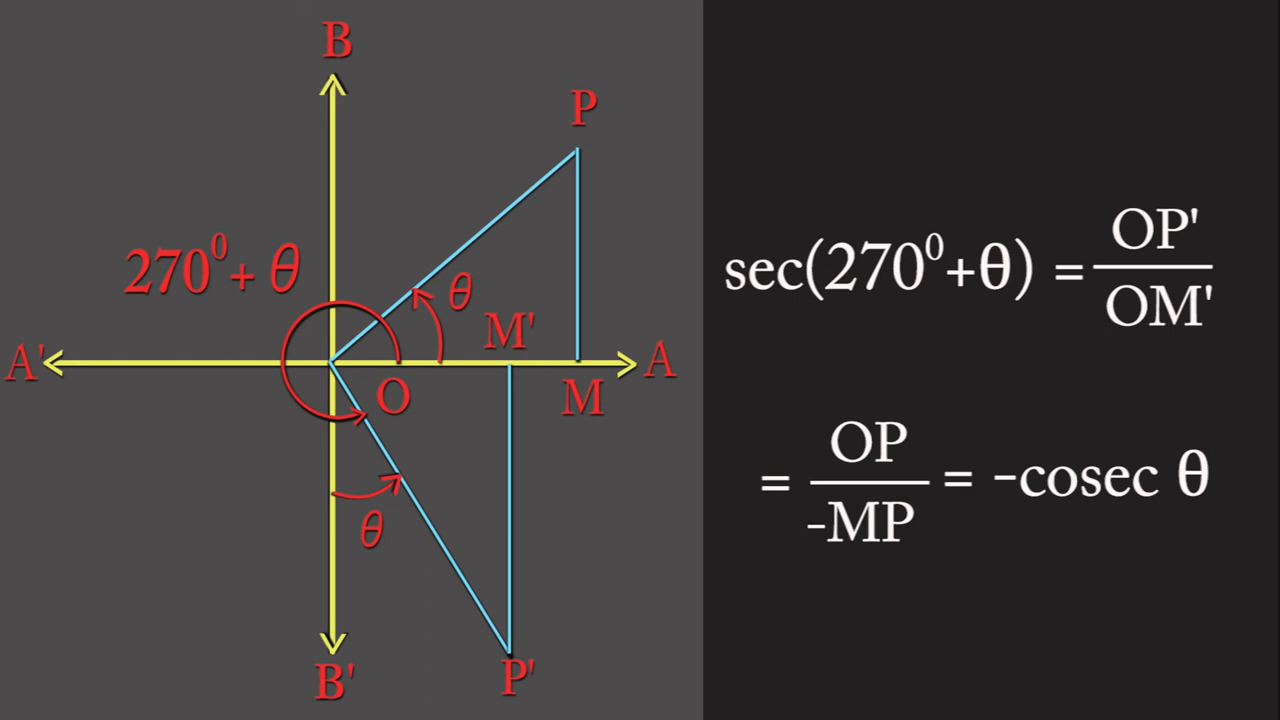 B
P
270⁰+ θ
θ
M'
A'
A
O
M
θ
B'
P'
sec(270⁰+θ) = OP'/OM'
= OP/-MP = -cosec θ